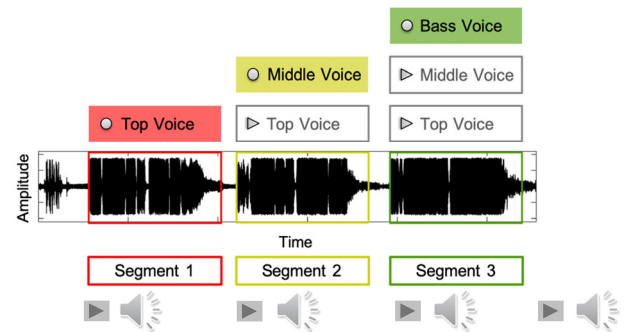 Bass Voice
Middle Voice
Middle Voice
Top Voice
Top Voice
Top Voice
Amplitude
Time
Segment 1
Segment 2
Segment 3